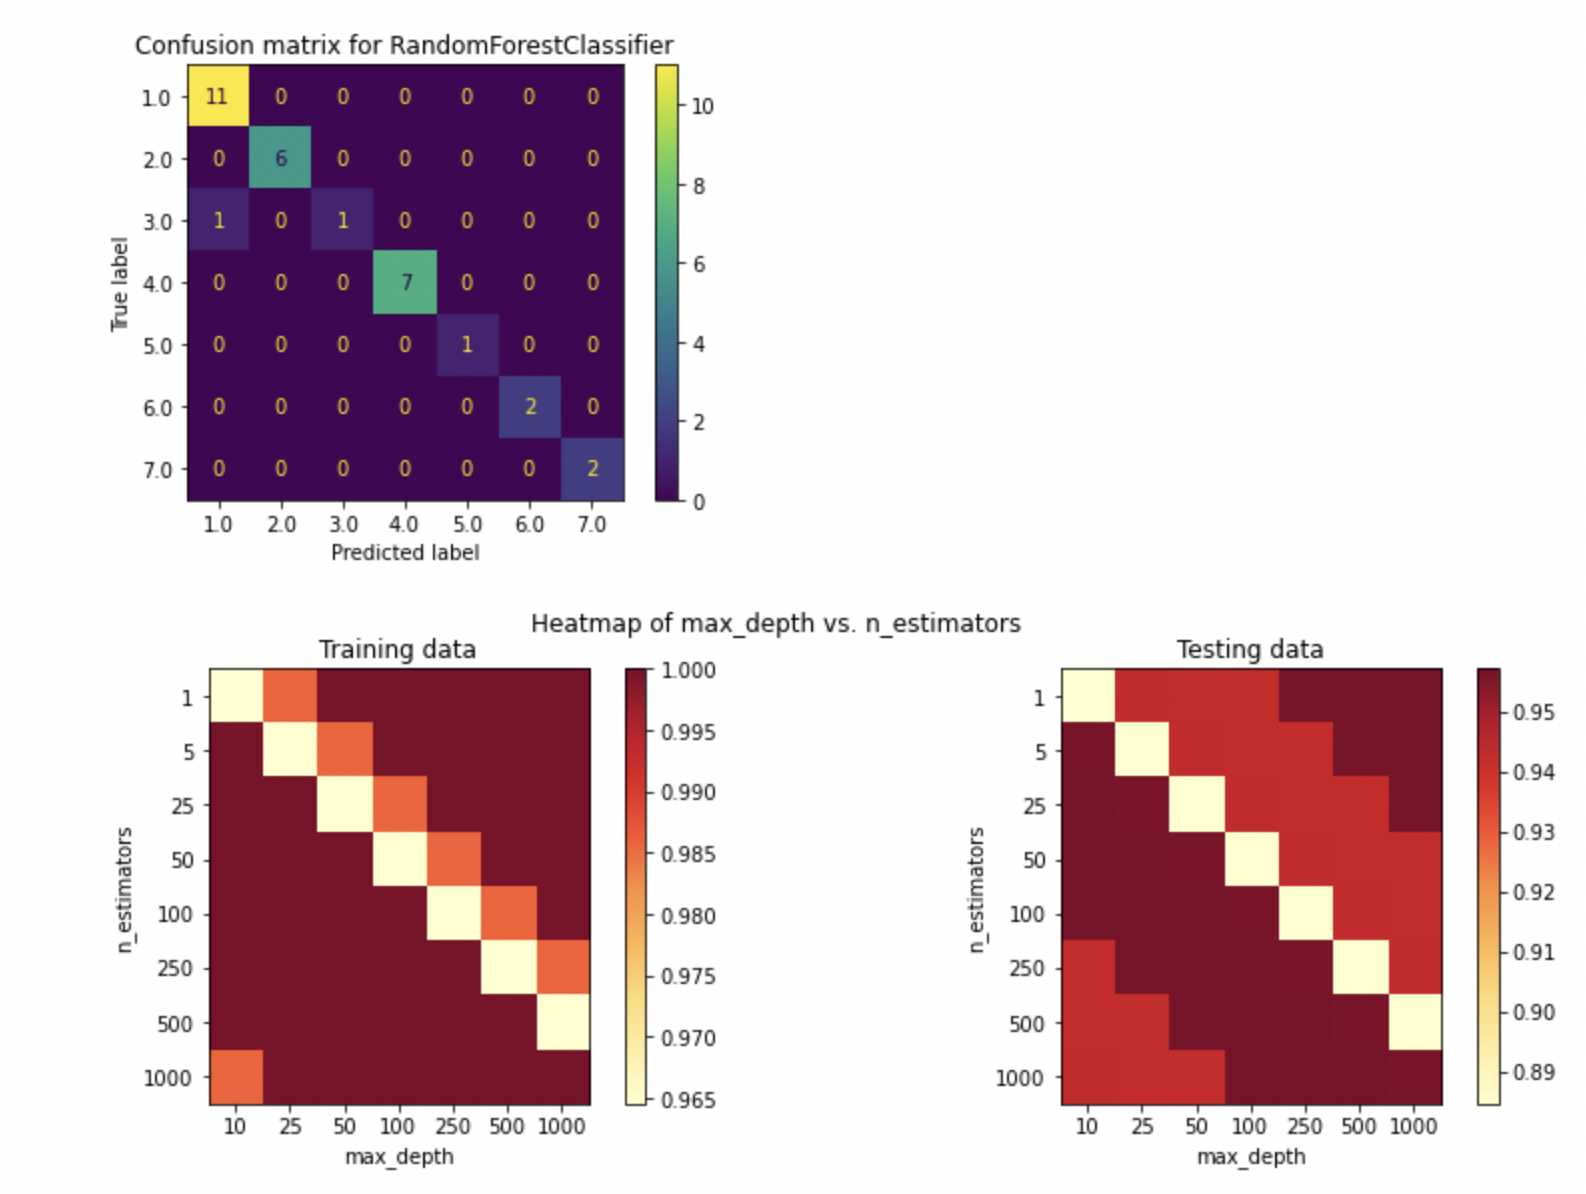 Confusion matrix for RandomForestClassifier
1.0 11 0 0 0 0 0 0
2.0 0 6 0 0 0 0 0
3.0 1 0 1 0 0 0 0
4.0 0 0 0 7 0 0 0
5.0 0 0 0 0 1 0 0
6.0 0 0 0 0 0 2 0
7.0 0 0 0 0 0 0 2
1.0 2.0 3.0 4.0 5.0 6.0 7.0
Predicted label
True label
10
8
6
4
2
0
Heatmap of max_depth vs. n_estimators
Training data
1
5
25
50
100
250
500
1000
n_estimators
10 25 50 100 250 500 1000
max_depth
1.000
0.995
0.990
0.985
0.980
0.975
0.970
0.965
Testing data
1
5
25
50
100
250
500
1000
n_estimators
10 25 50 100 250 500 1000
max_depth
0.95
0.94
0.93
0.92
0.91
0.90
0.89